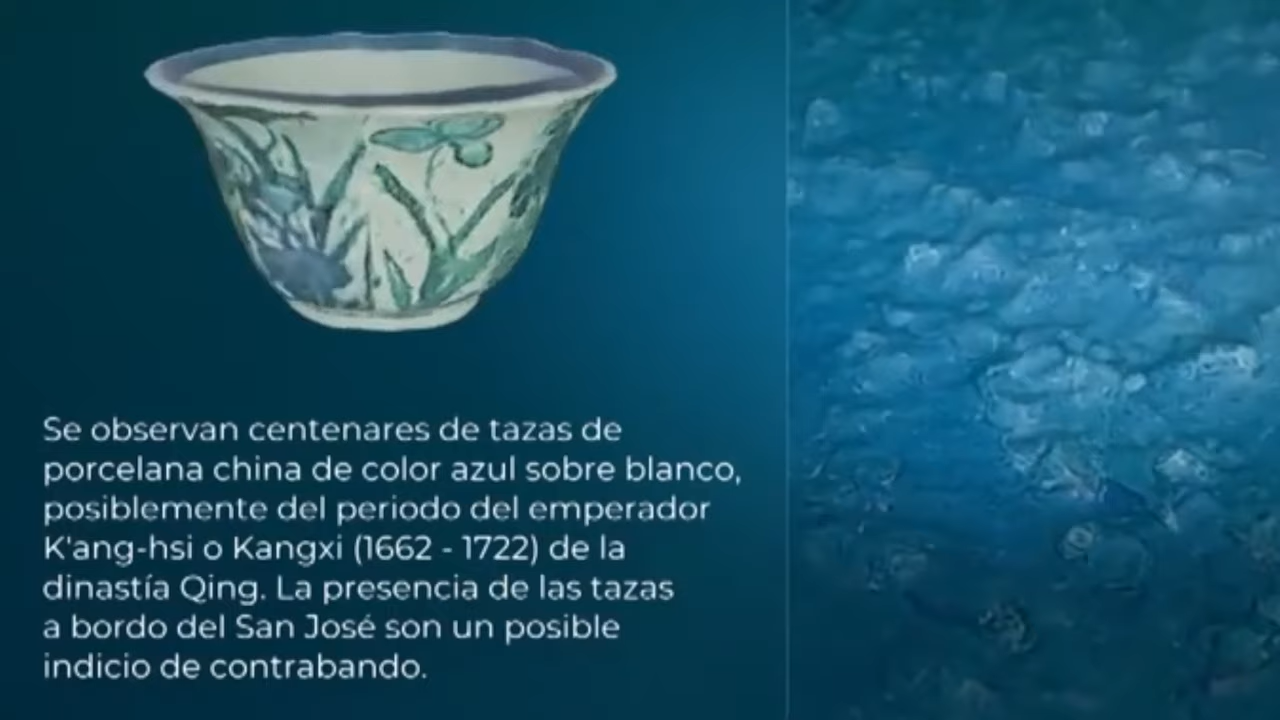 Se observan centenares de tazas de
porcelana china de color azul sobre blanco,
posiblemente del periodo del emperador
K'ang-hsi o Kangxi (1662 - 1722) de la
dinastía Qing. La presencia de las tazas
a bordo del San José son un posible
indicio de contrabando.